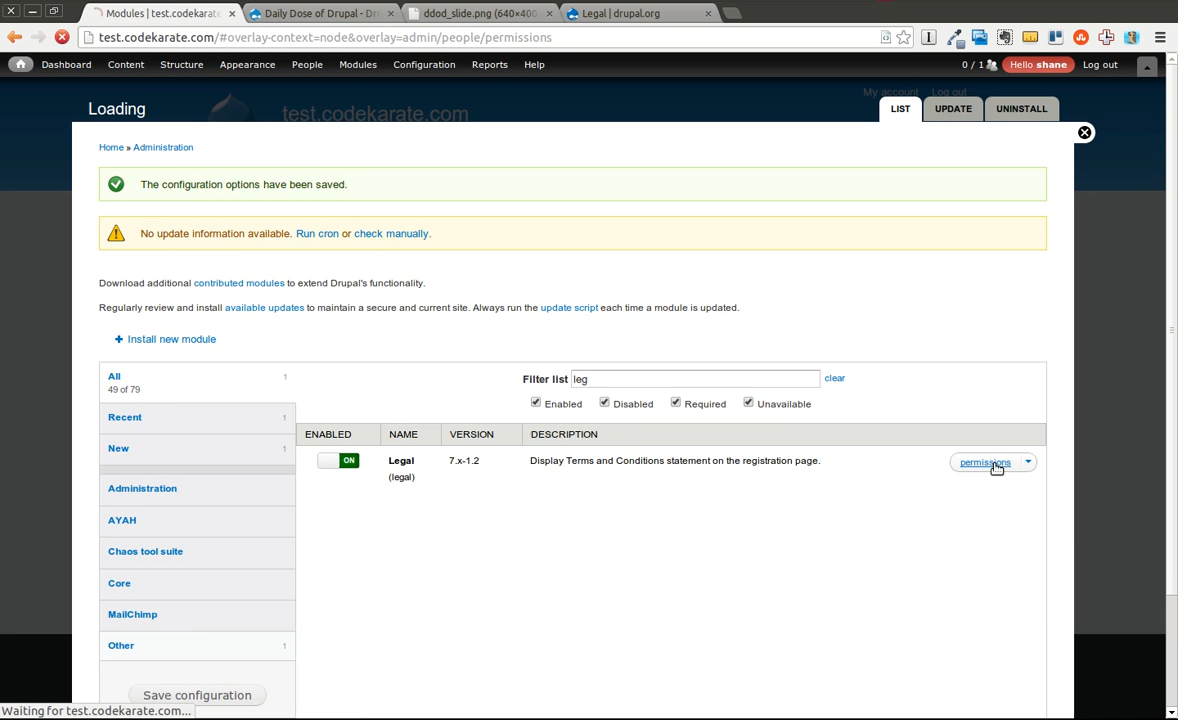 Modules | test.codekarate
Daily Dose of Drupal - Dr
ddod_slide.png (640×400
Legal | drupal.org
test.codekarate.com/#overlay-context=node&overlay=admin/people/permissions
Dashboard Content Structure Appearance People Modules Configuration Reports Help
0 / 1
Hello shane
Log out
My account Log out
Loading
test.codekarate.com
LIST
UPDATE
UNINSTALL
Home » Administration
The configuration options have been saved.
No update information available. Run cron or check manually.
Download additional contributed modules to extend Drupal's functionality.
Regularly review and install available updates to maintain a secure and current site. Always run the update script each time a module is updated.
+ Install new module
All 1
49 of 79
Filter list leg clear
Enabled Disabled Required Unavailable
Recent 1
ENABLED NAME VERSION DESCRIPTION
New 1
ON Legal 7.x-1.2 Display Terms and Conditions statement on the registration page. permissions
(legal)
Administration
AYAH
Chaos tool suite
Core
MailChimp
Other 1
Save configuration
Waiting for test.codekarate.com...